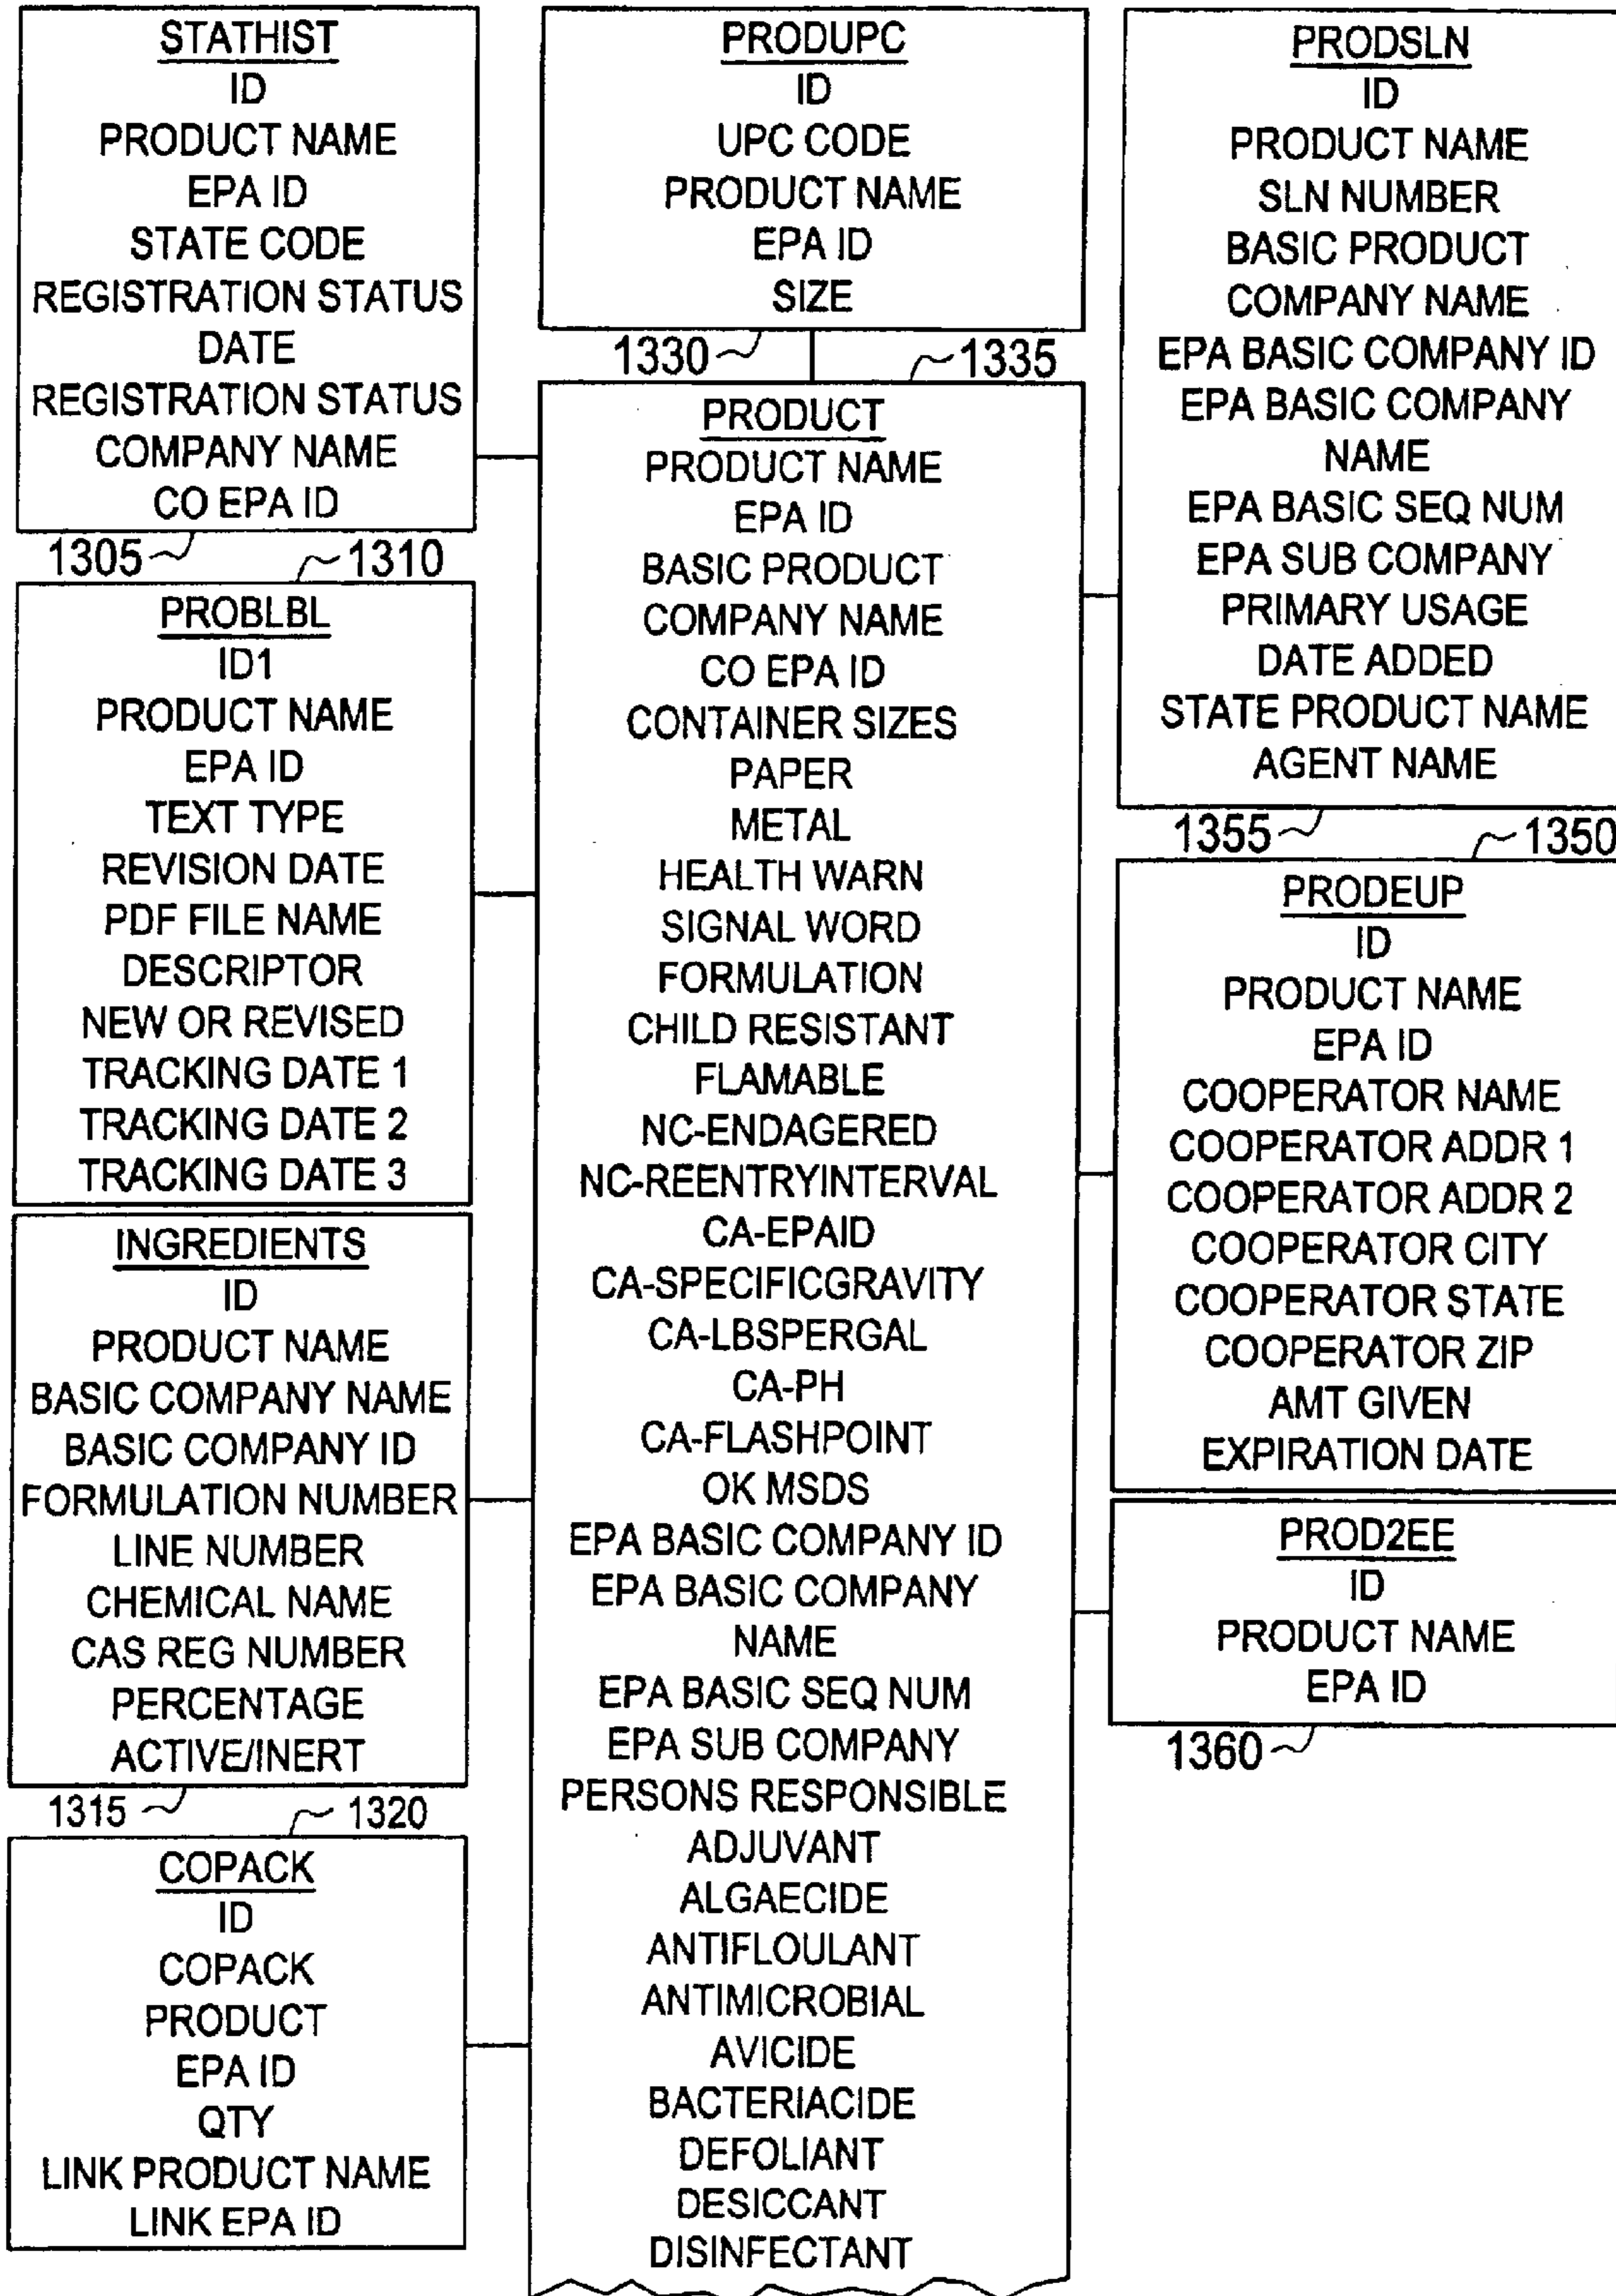 STATHIST
ID
PRODUCT NAME
EPA ID
STATE CODE
REGISTRATION STATUS
DATE
REGISTRATION STATUS
COMPANY NAME
CO EPA ID
1305
1310
PROBLBL
ID1
PRODUCT NAME
EPA ID
TEXT TYPE
REVISION DATE
PDF FILE NAME
DESCRIPTOR
NEW OR REVISED
TRACKING DATE 1
TRACKING DATE 2
TRACKING DATE 3
INGREDIENTS
ID
PRODUCT NAME
BASIC COMPANY NAME
BASIC COMPANY ID
FORMULATION NUMBER
LINE NUMBER
CHEMICAL NAME
CAS REG NUMBER
PERCENTAGE
ACTIVE/INERT
1315
1320
COPACK
ID
COPACK
PRODUCT
EPA ID
QTY
LINK PRODUCT NAME
LINK EPA ID
PRODUPC
ID
UPC CODE
PRODUCT NAME
EPA ID
SIZE
1330
1335
PRODUCT
PRODUCT NAME
EPA ID
BASIC PRODUCT
COMPANY NAME
CO EPA ID
CONTAINER SIZES
PAPER
METAL
HEALTH WARN
SIGNAL WORD
FORMULATION
CHILD RESISTANT
FLAMABLE
NC-ENDAGERED
NC-REENTRYINTERVAL
CA-EPAID
CA-SPECIFICGRAVITY
CA-LBSPERGAL
CA-PH
CA-FLASHPOINT
OK MSDS
EPA BASIC COMPANY ID
EPA BASIC COMPANY
NAME
EPA BASIC SEQ NUM
EPA SUB COMPANY
PERSONS RESPONSIBLE
ADJUVANT
ALGAECIDE
ANTIFLOULANT
ANTIMICROBIAL
AVICIDE
BACTERIACIDE
DEFOLIANT
DESICCANT
DISINFECTANT
PRODSLN
ID
PRODUCT NAME
SLN NUMBER
BASIC PRODUCT
COMPANY NAME
EPA BASIC COMPANY ID
EPA BASIC COMPANY
NAME
EPA BASIC SEQ NUM
EPA SUB COMPANY
PRIMARY USAGE
DATE ADDED
STATE PRODUCT NAME
AGENT NAME
1355
1350
PRODEUP
ID
PRODUCT NAME
EPA ID
COOPERATOR NAME
COOPERATOR ADDR 1
COOPERATOR ADDR 2
COOPERATOR CITY
COOPERATOR STATE
COOPERATOR ZIP
AMT GIVEN
EXPIRATION DATE
PROD2EE
ID
PRODUCT NAME
EPA ID
1360